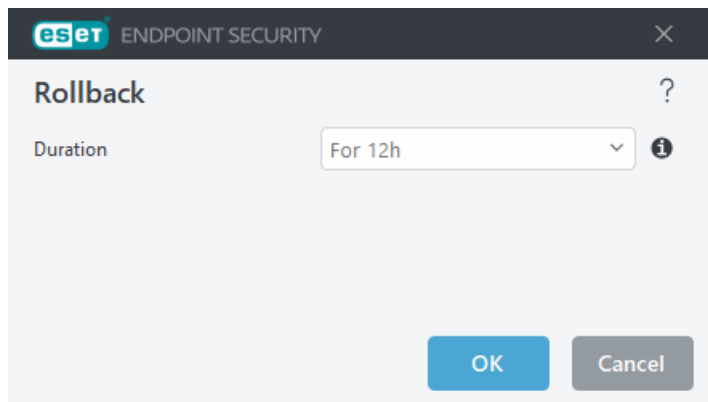 eset ENDPOINT SECURITY
Rollback ?
Duration For 12h
OK Cancel